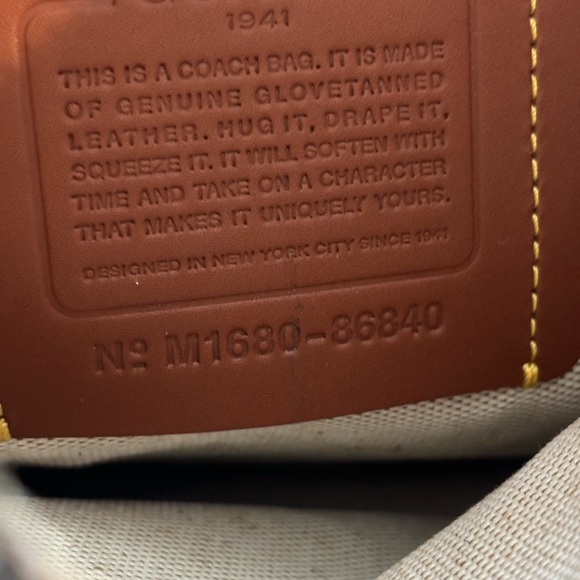 1941
THIS IS A COACH BAG. IT IS MADE
OF GENUINE GLOVETANNED
LEATHER. HUG IT, DRAPE IT,
SQUEEZE IT. IT WILL SOFTEN WITH
TIME AND TAKE ON A CHARACTER
THAT MAKES IT UNIQUELY YOURS.
DESIGNED IN NEW YORK CITY SINCE 1941
Nº M1680-86840